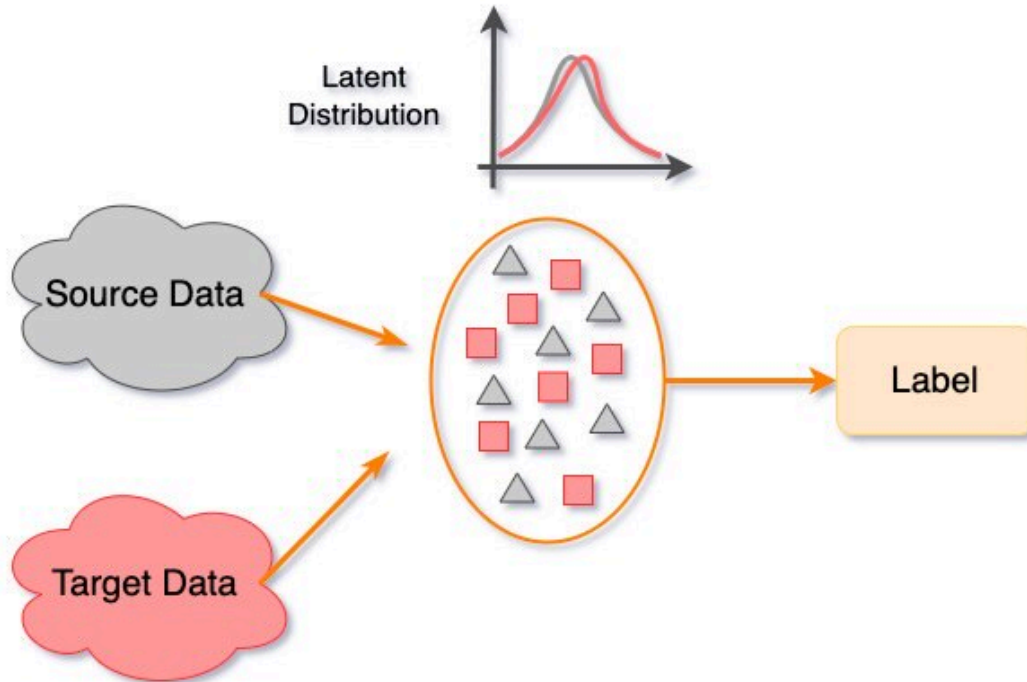 Latent
Distribution
Source Data
Target Data
Label